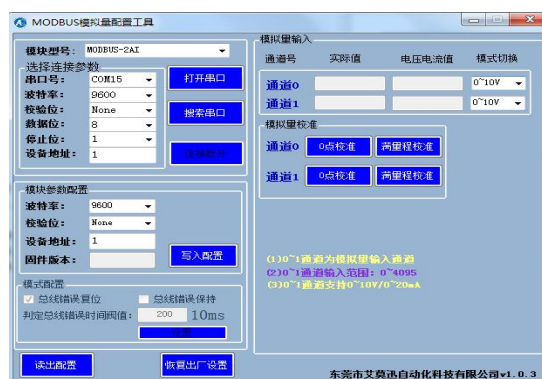 MODBUS模拟量配置工具
模块型号: MODBUS-2AI
选择连接参数
串口号: COM15
打开串口
波特率: 9600
校验位: None
搜索串口
数据位: 8
停止位: 1
设备地址: 1
模块参数配置
波特率: 9600
校验位: None
设备地址: 1
固件版本:
写入配置
模式配置
总线错误复位
总线错误保持
判定总线错误时间阀值: 200 10ms
读出配置
恢复出厂设置
模拟量输入
通道号 实际值 电压电流值 模式切换
通道0 0~10V
通道1 0~10V
模拟量校准
通道0 0点校准 满量程校准
通道1 0点校准 满量程校准
(1)0~1通道为模拟量输入通道
(2)0~1通道输入范围: 0~4095
(3)0~1通道支持0~10V/0~20mA
东莞市艾莫迅自动化科技有限公司v1.0.3